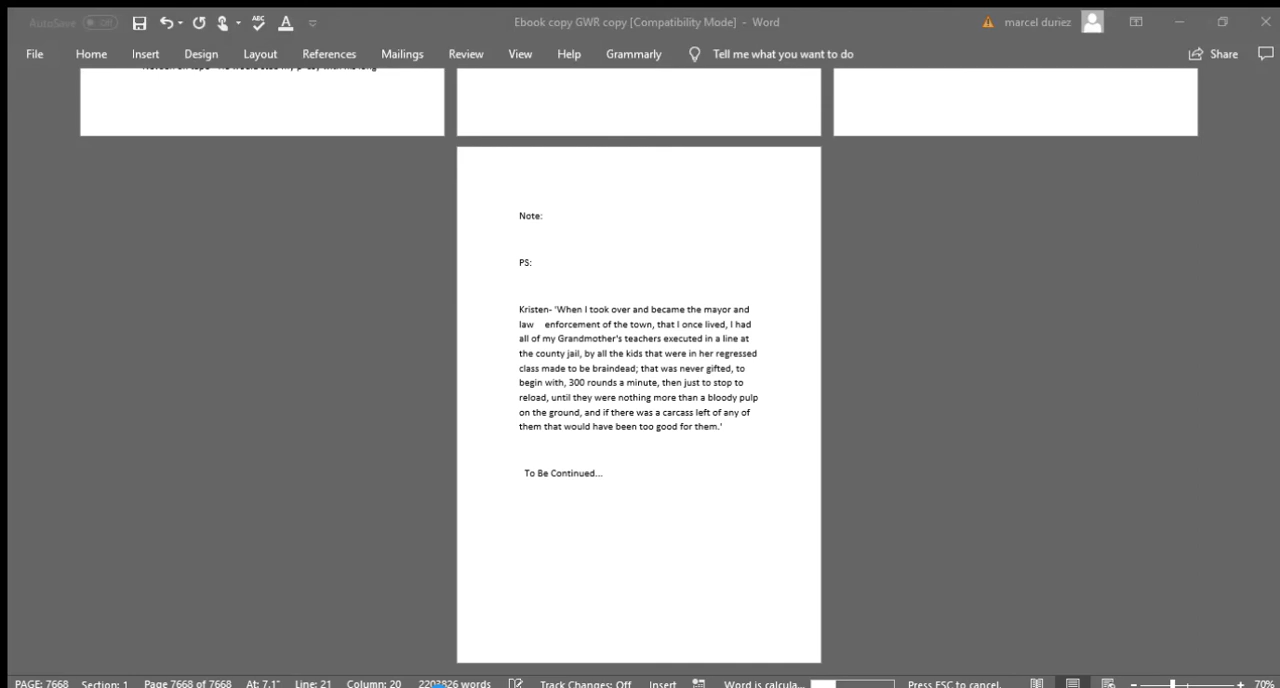 AutoSave Off Ebook copy GWR copy [Compatibility Mode] - Word marcel duriez
File Home Insert Design Layout References Mailings Review View Help Grammarly Tell me what you want to do Share
Note:
PS:
Kristen- 'When I took over and became the mayor and
law enforcement of the town, that I once lived, I had
all of my Grandmother's teachers executed in a line at
the county jail, by all the kids that were in her regressed
class made to be braindead; that was never gifted, to
begin with, 300 rounds a minute, then just to stop to
reload, until they were nothing more than a bloody pulp
on the ground, and if there was a carcass left of any of
them that would have been too good for them.'
To Be Continued...
PAGE: 7668 Section: 1 Page 7668 of 7668 At: 7.1" Line: 21 Column: 20 words Track Changes: Off Insert Word is calcula... Press ESC to cancel. 70%